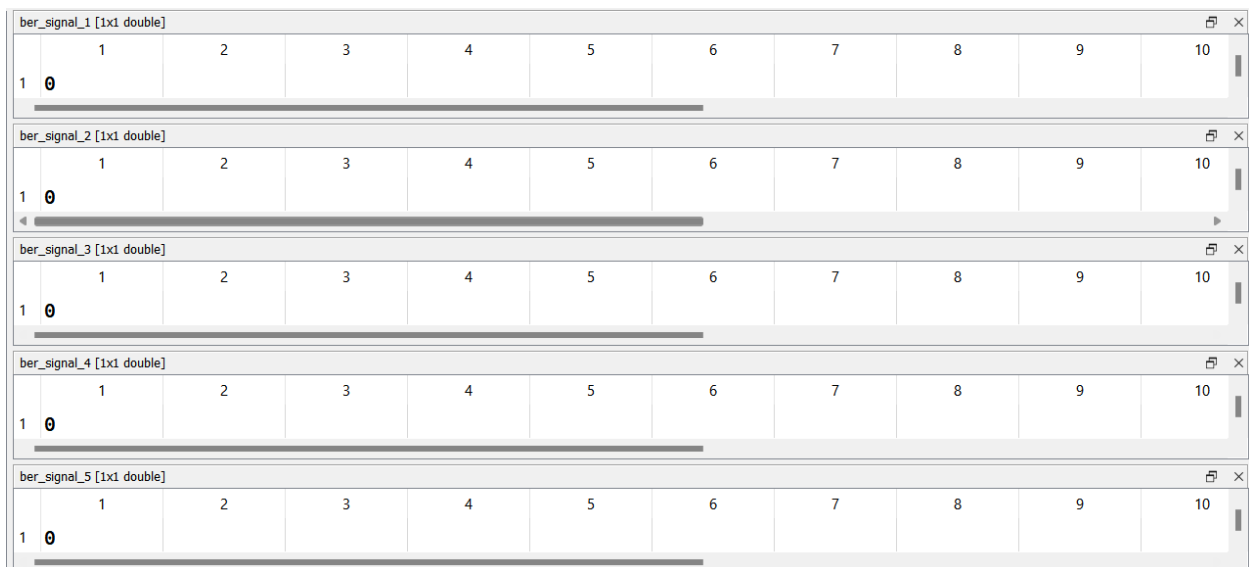 ber_signal_1 [1x1 double]
1 2 3 4 5 6 7 8 9 10
1 0
ber_signal_2 [1x1 double]
1 2 3 4 5 6 7 8 9 10
1 0
ber_signal_3 [1x1 double]
1 2 3 4 5 6 7 8 9 10
1 0
ber_signal_4 [1x1 double]
1 2 3 4 5 6 7 8 9 10
1 0
ber_signal_5 [1x1 double]
1 2 3 4 5 6 7 8 9 10
1 0